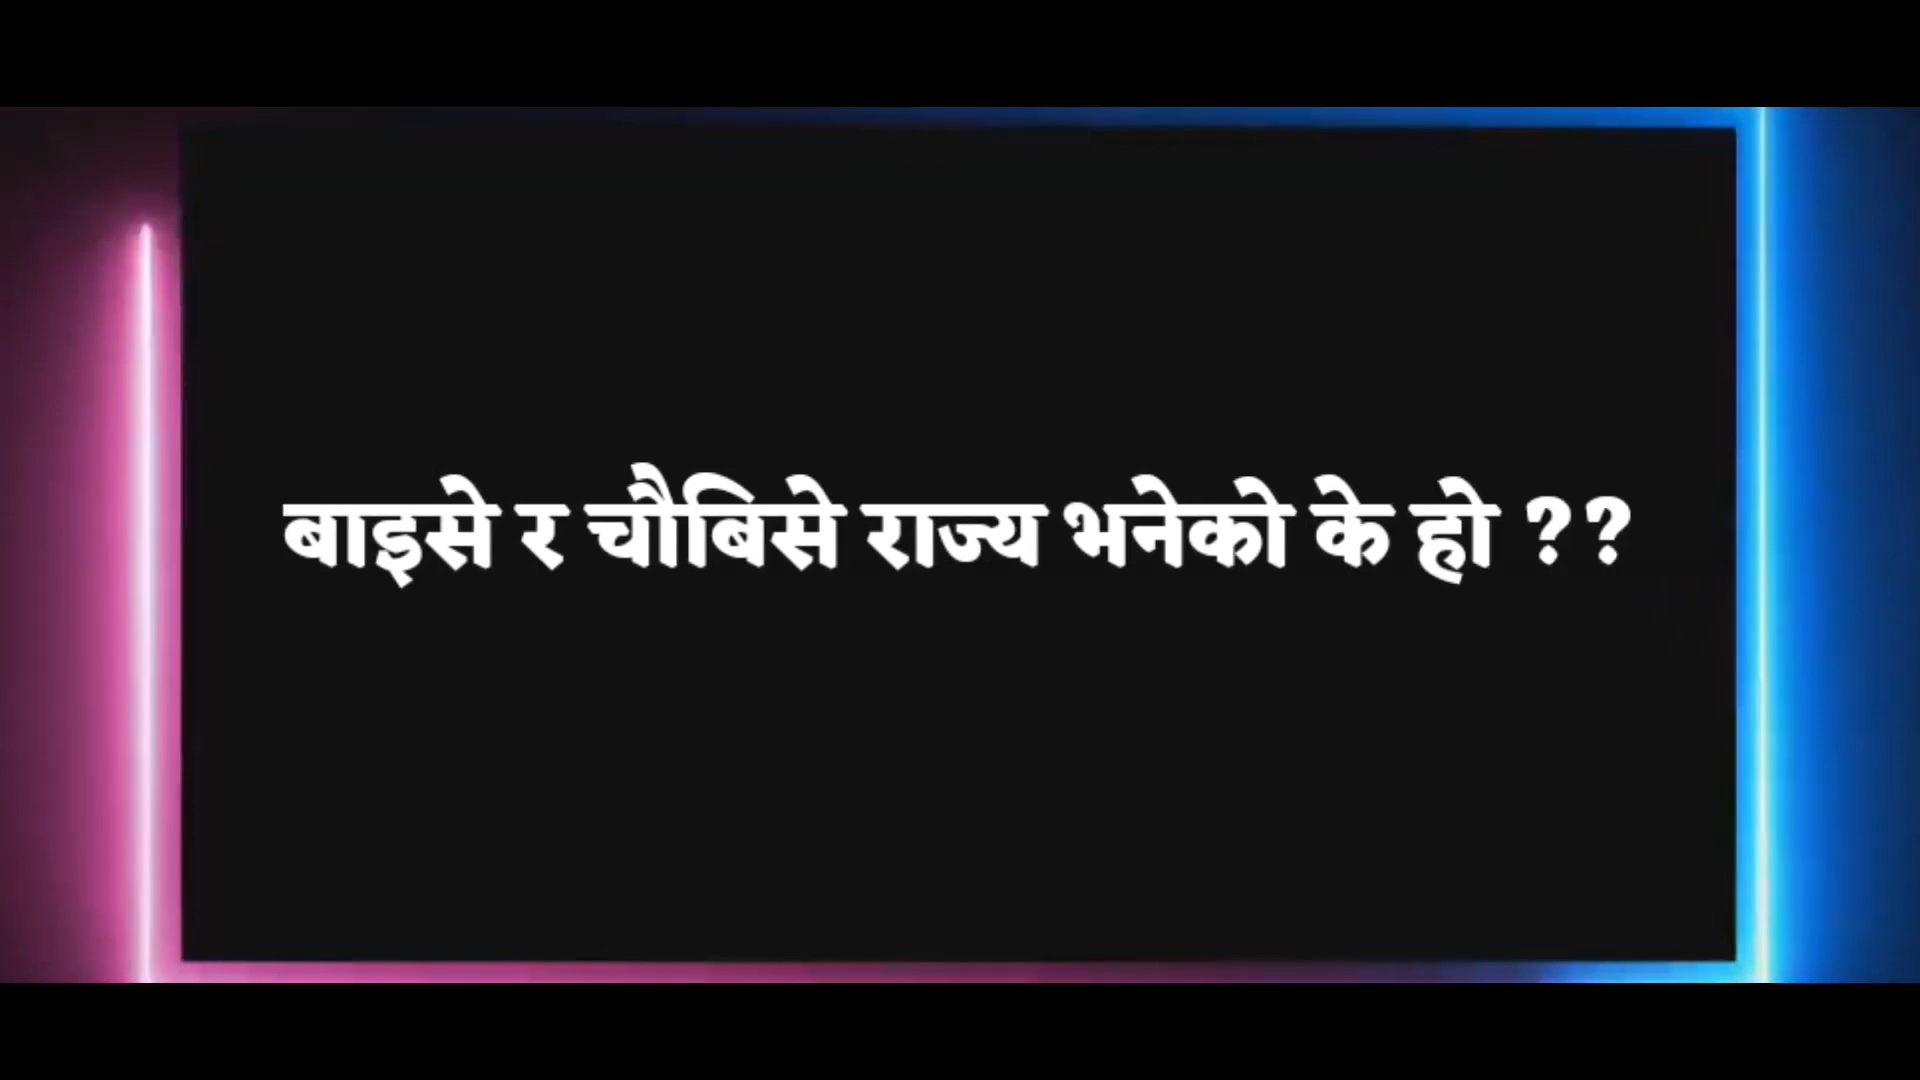 बाइसे र चौबिसे राज्य भनेको के हो ??